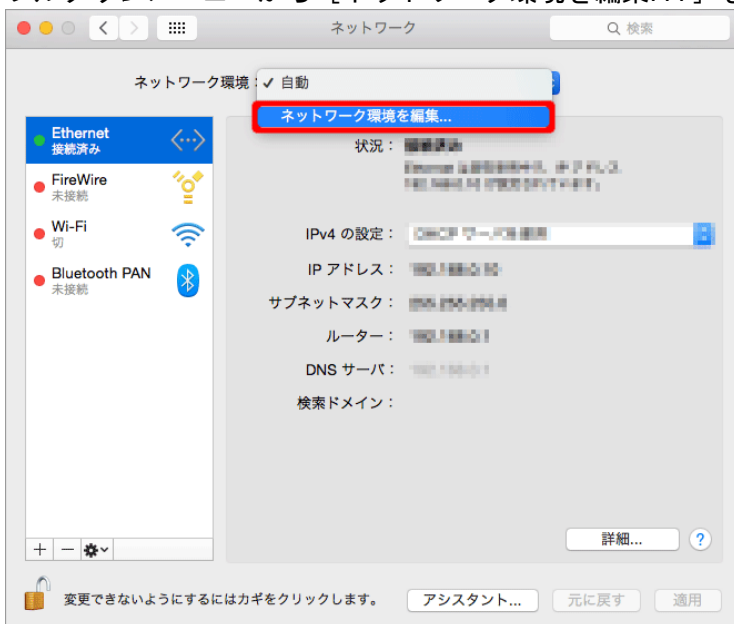 ネットワーク
検索
ネットワーク環境：
✓ 自動
ネットワーク環境を編集...
Ethernet
接続済み
FireWire
未接続
Wi-Fi
切
Bluetooth PAN
未接続
状況：
IPv4 の設定：
IP アドレス：
サブネットマスク：
ルーター：
DNS サーバ：
検索ドメイン：
詳細...
?
変更できないようにするにはカギをクリックします。
アシスタント...
元に戻す
適用